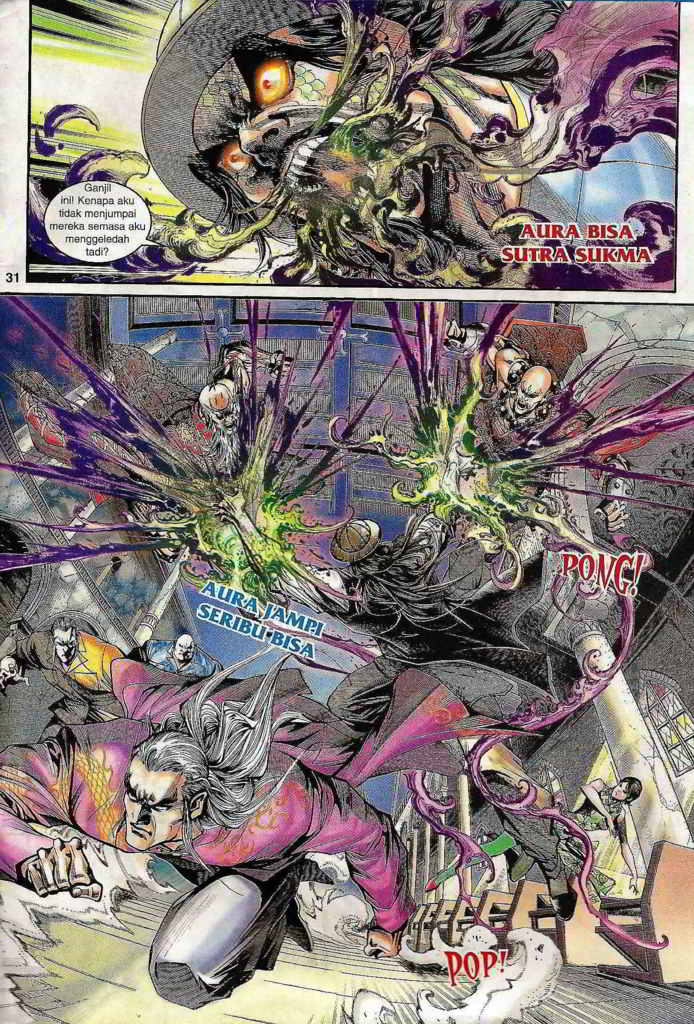 Ganjil
ini! Kenapa aku
tidak menjumpai
mereka semasa aku
menggeledah
tadi?
AURA BISA
SUTRA SUKMA
31
PONG!
AURA JAMPI
SERIBU BISA
POP!